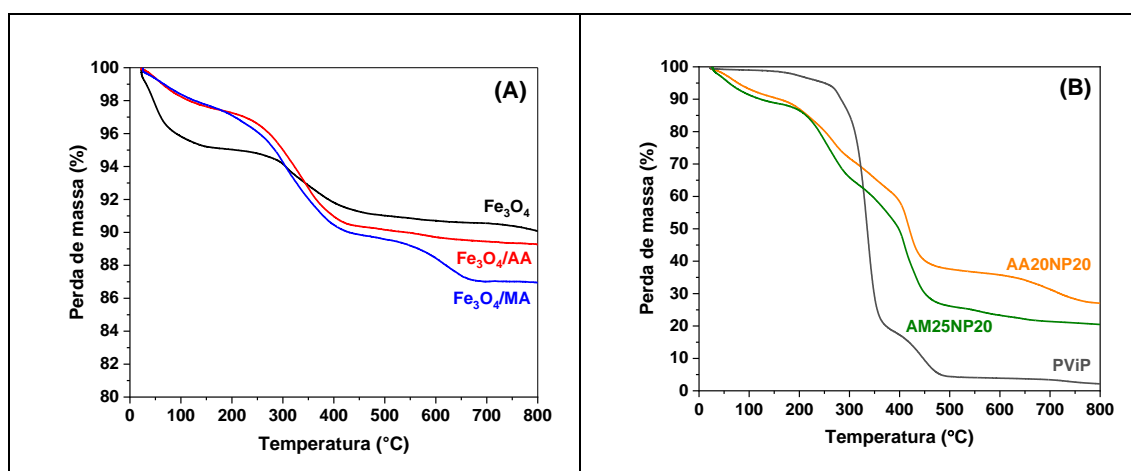 (A)
Perda de massa (%)
100
98
96
94
92
90
88
86
84
82
80
Fe₃O₄
Fe₃O₄/AA
Fe₃O₄/MA
0 100 200 300 400 500 600 700 800
Temperatura (°C)
(B)
Perda de massa (%)
100
90
80
70
60
50
40
30
20
10
0
AA20NP20
AM25NP20
PViP
0 100 200 300 400 500 600 700 800
Temperatura (ºC)